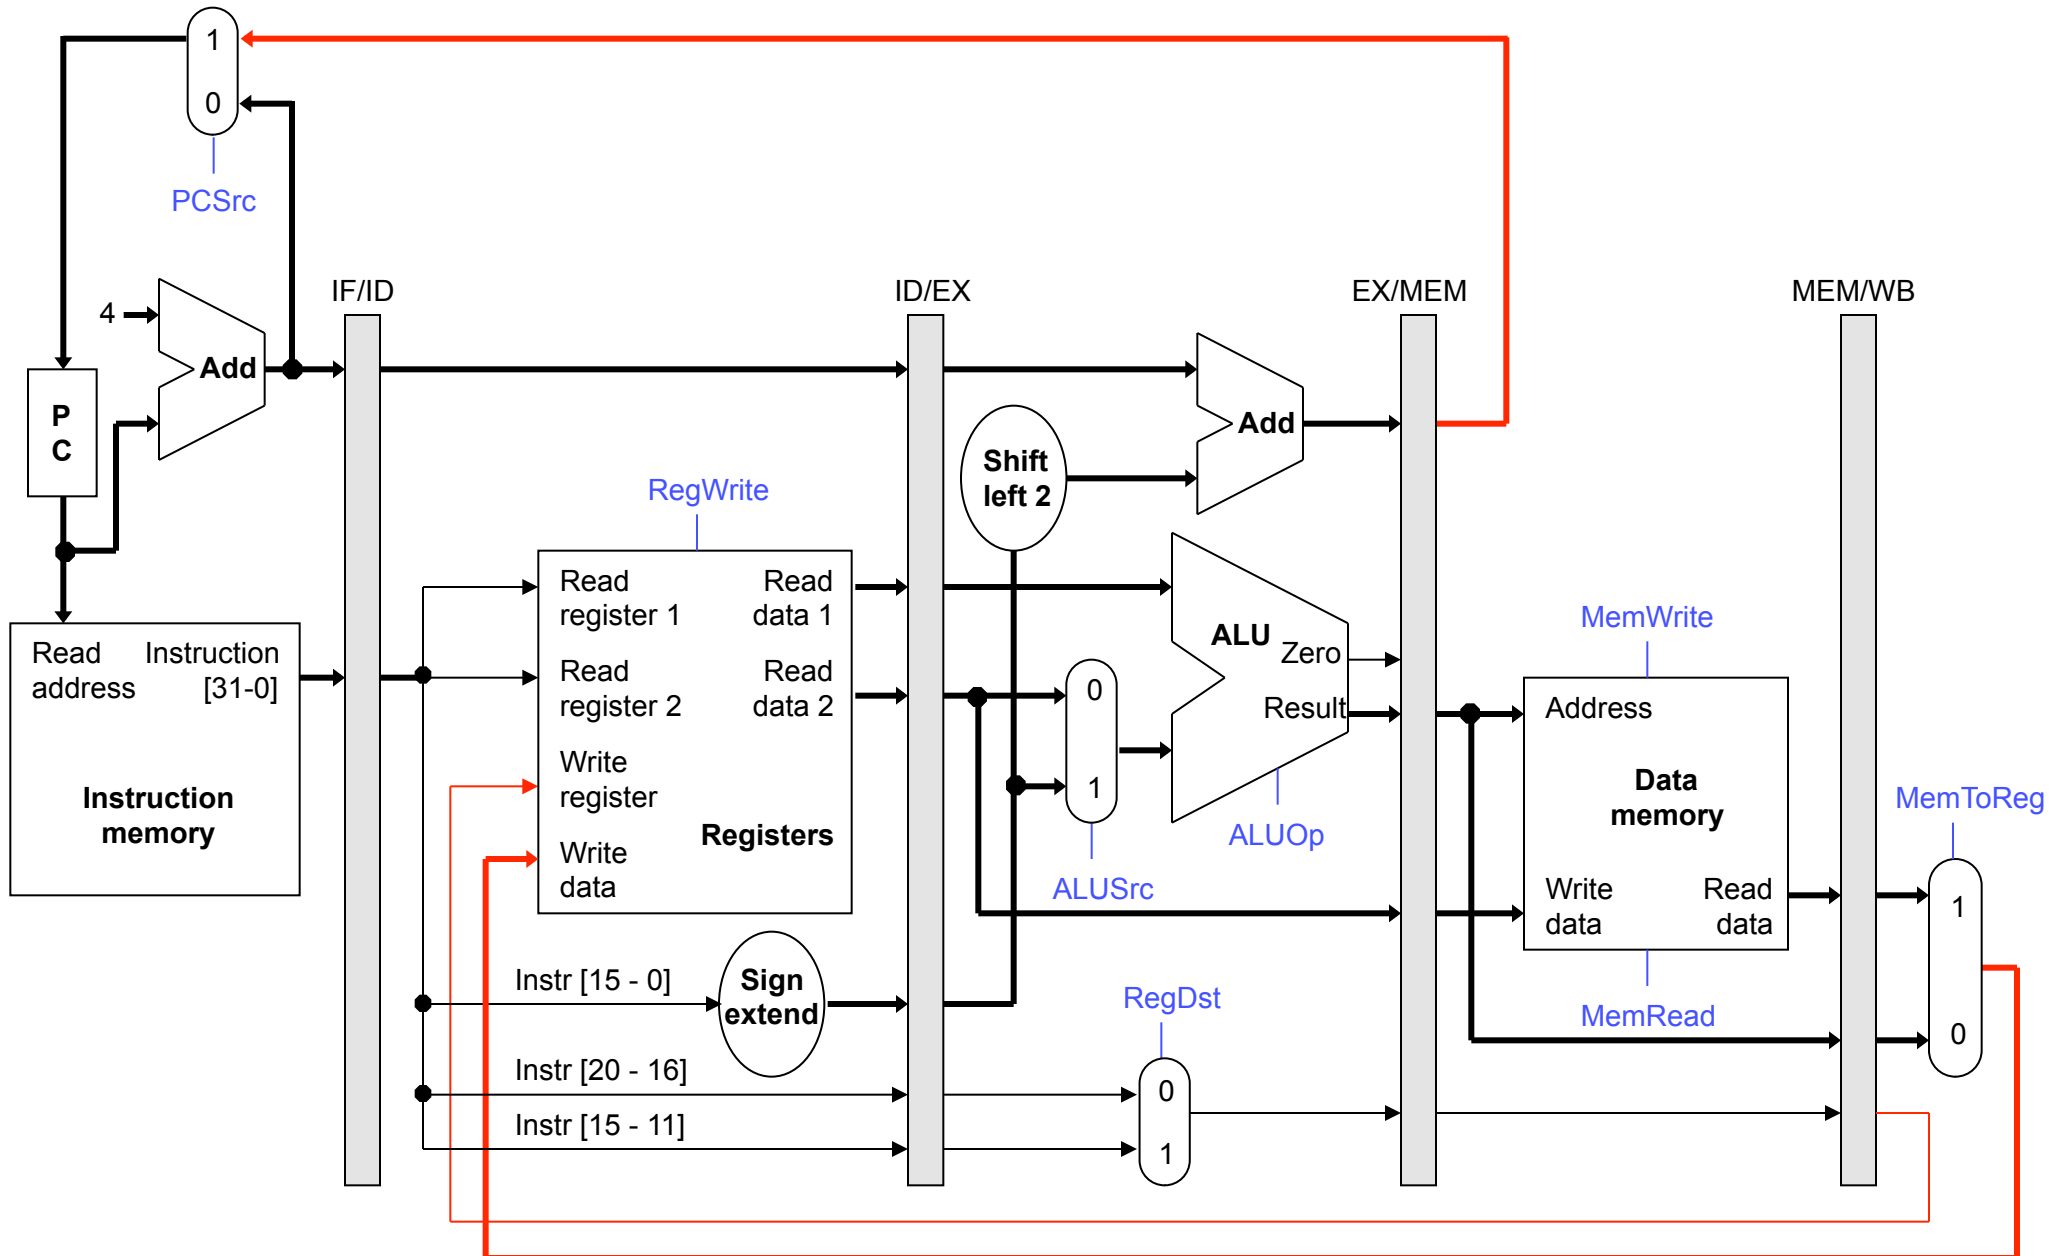 1
0
PCSrc
4
Add
P
C
IF/ID
ID/EX
EX/MEM
MEM/WB
Add
Shift
left 2
RegWrite
Read
address
Instruction
[31-0]
Instruction
memory
Read
register 1
Read
data 1
Read
register 2
Read
data 2
Write
register
Write
data
Registers
0
1
ALUSrc
ALU
Zero
Result
ALUOp
MemWrite
Address
Data
memory
Write
data
Read
data
MemRead
MemToReg
1
0
Instr [15 - 0]
Sign
extend
Instr [20 - 16]
Instr [15 - 11]
RegDst
0
1